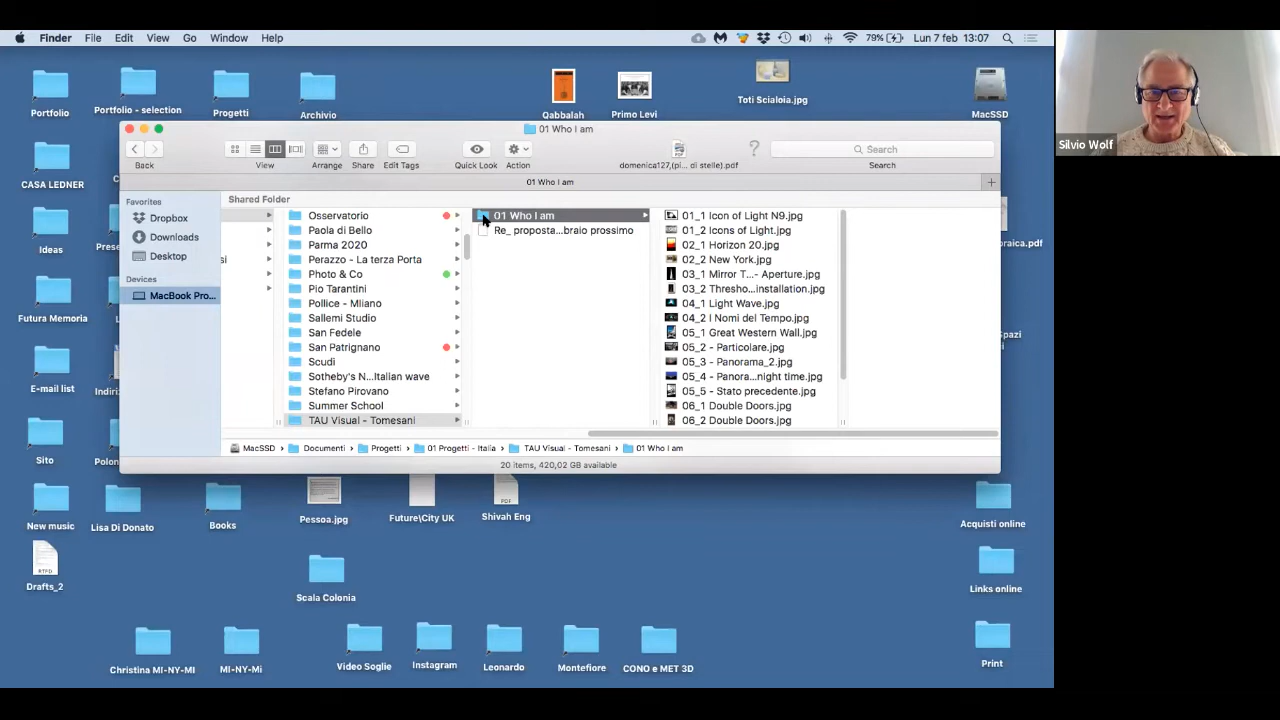 Finder File Edit View Go Window Help 79% Lun 7 feb 13:07
Portfolio
Portfolio - selection
Progetti
Archivio
Qabbalah
Primo Levi
Toti Scialoia.jpg
MacSSD
Silvio Wolf
01 Who I am
Back View Arrange Share Edit Tags Quick Look Action domenica127,(pi... di stelle).pdf Search
Search
01 Who I am
CASA LEDNER
Ideas
Futura Memoria
E-mail list
Sito
New music
Lisa Di Donato
Drafts_2
Favorites
Dropbox
Downloads
Desktop
Devices
MacBook Pro...
Shared Folder
Osservatorio
Paola di Bello
Parma 2020
Perazzo - La terza Porta
Photo & Co
Pio Tarantini
Pollice - MIiano
Sallemi Studio
San Fedele
San Patrignano
Scudi
Sotheby's N...Italian wave
Stefano Pirovano
Summer School
TAU Visual - Tomesani
01 Who I am
Re_ proposta...braio prossimo
01_1 Icon of Light N9.jpg
01_2 Icons of Light.jpg
02_1 Horizon 20.jpg
02_2 New York.jpg
03_1 Mirror T...- Aperture.jpg
03_2 Thresho...installation.jpg
04_1 Light Wave.jpg
04_2 I Nomi del Tempo.jpg
05_1 Great Western Wall.jpg
05_2 - Particolare.jpg
05_3 - Panorama_2.jpg
05_4 - Panora...night time.jpg
05_5 - Stato precedente.jpg
06_1 Double Doors.jpg
06_2 Double Doors.jpg
MacSSD Documenti Progetti 01 Progetti - Italia TAU Visual - Tomesani 01 Who I am
20 items, 420,02 GB available
Books
Pessoa.jpg
Future\City UK
PDF
Shivah Eng
RTFD
Scala Colonia
Acquisti online
Links online
Print
Christina MI-NY-MI
MI-NY-Mi
Video Soglie
Instagram
Leonardo
Montefiore
CONO e MET 3D